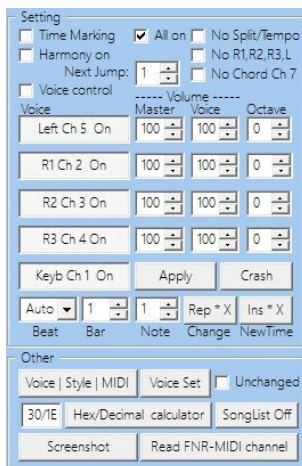 Setting
Time Marking All on No Split/Tempo
Harmony on No R1,R2,R3,L
Next Jump: 1 No Chord Ch 7
Voice control ----- Volume -----
Voice Master Voice Octave
Left Ch 5 On 100 100 0
R1 Ch 2 On 100 100 0
R2 Ch 3 On 100 100 0
R3 Ch 4 On 100 100 0
Keyb Ch 1 On Apply Crash
Auto 1 1 Rep * X Ins * X
Beat Bar Note Change NewTime
Other
Voice | Style | MIDI Voice Set Unchanged
30/1E Hex/Decimal calculator SongList Off
Screenshot Read FNR-MIDI channel